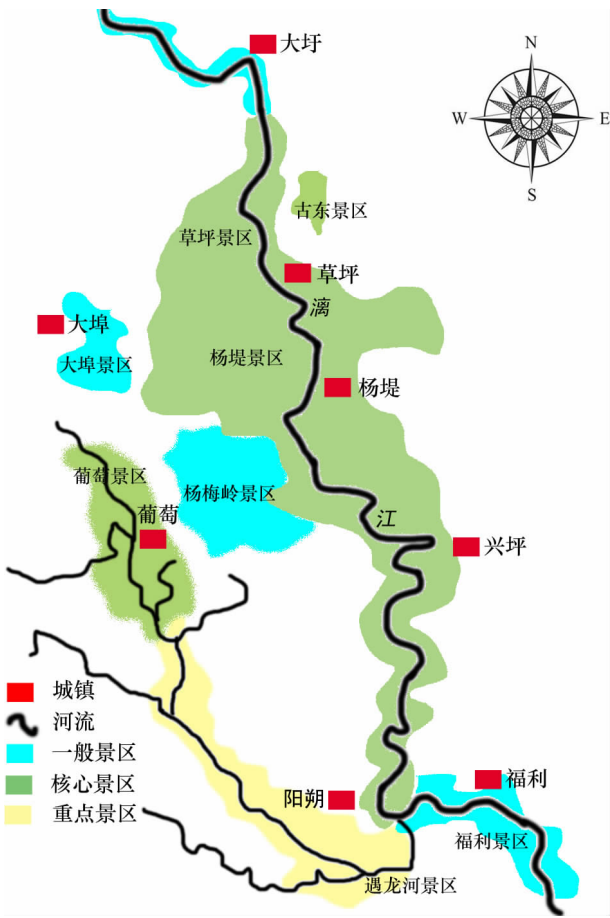 大圩
N
W
E
S
古东景区
草坪景区
草坪
漓
大埠
大埠景区
杨堤景区
杨堤
葡萄景区
杨梅岭景区
葡萄
江
兴坪
城镇
河流
一般景区
核心景区
重点景区
阳朔
福利
福利景区
遇龙河景区